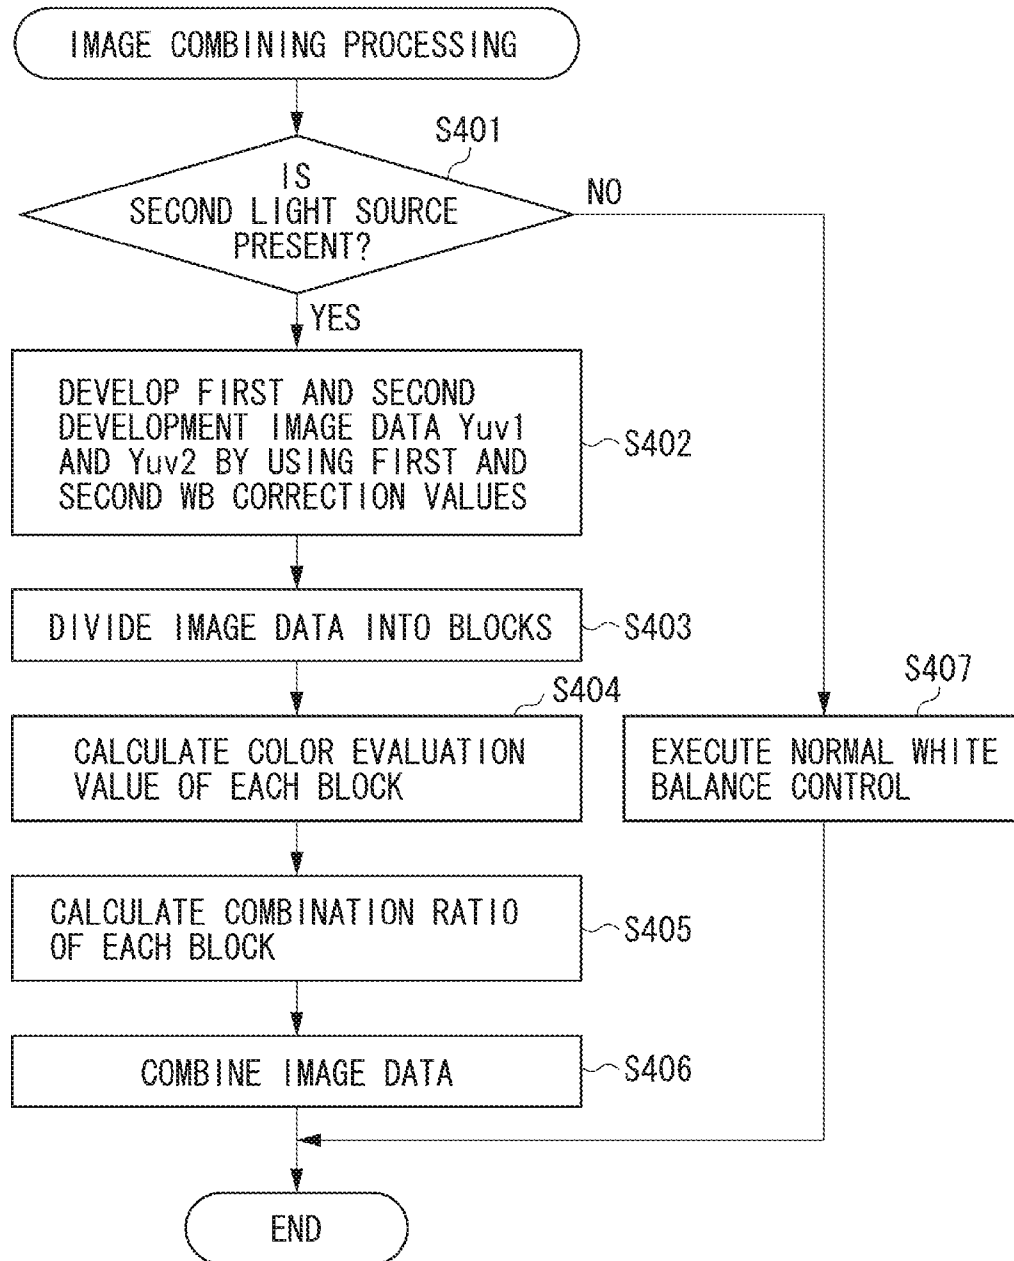 IMAGE COMBINING PROCESSING
S401
IS
SECOND LIGHT SOURCE
PRESENT?
NO
YES
DEVELOP FIRST AND SECOND
DEVELOPMENT IMAGE DATA Yuv1
AND Yuv2 BY USING FIRST AND
SECOND WB CORRECTION VALUES
S402
DIVIDE IMAGE DATA INTO BLOCKS
S403
S404
CALCULATE COLOR EVALUATION
VALUE OF EACH BLOCK
S407
EXECUTE NORMAL WHITE
BALANCE CONTROL
CALCULATE COMBINATION RATIO
OF EACH BLOCK
S405
COMBINE IMAGE DATA
S406
END